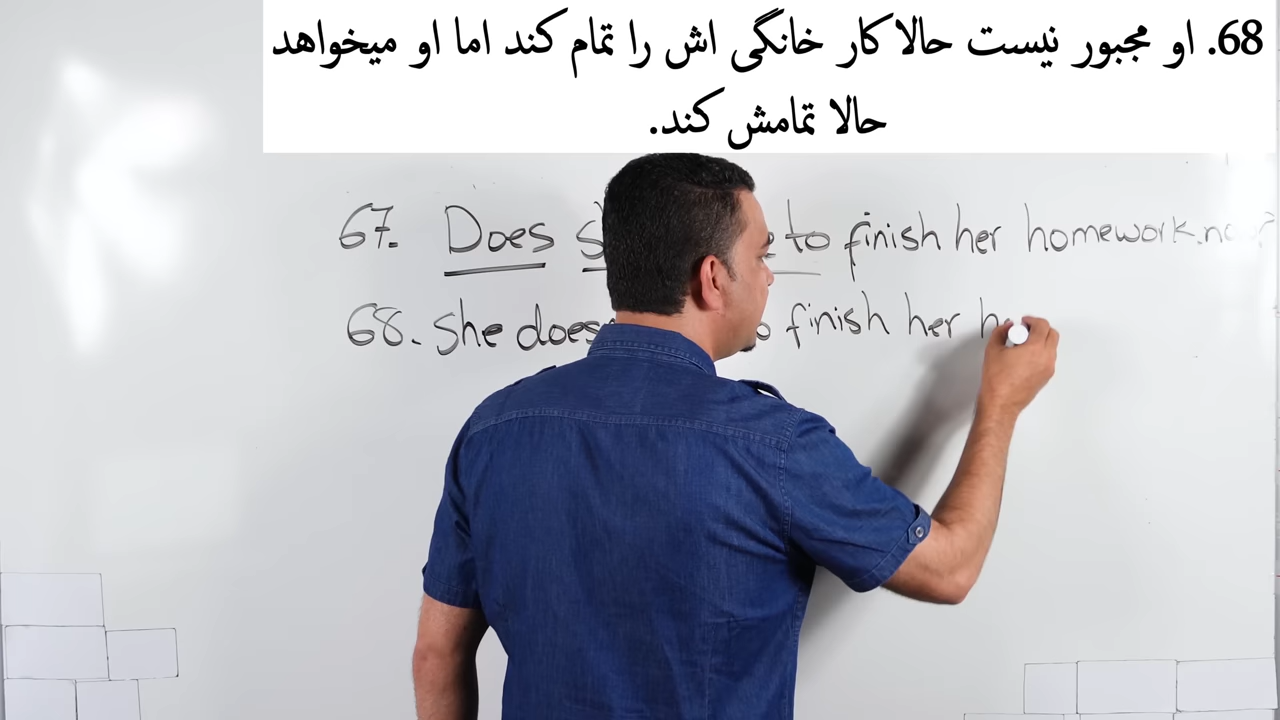 68. او مجبور نیست حالا کار خانگی اش را تمام کند اما او میخواهد
حالا تمامش کند.
67. Does to finish her homework.
68. She finish her